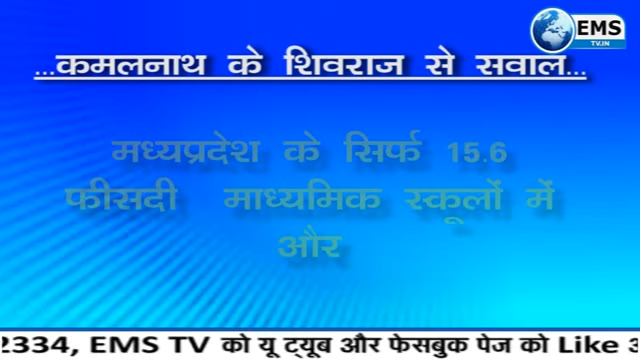 EMS
TV.IN
...कमलनाथ के शिवराज से सवाल...
मध्यप्रदेश के सिर्फ 15.6
फीसदी माध्यमिक स्कूलों में
और
2334, EMS TV को यू ट्यूब और फेसबुक पेज को Like